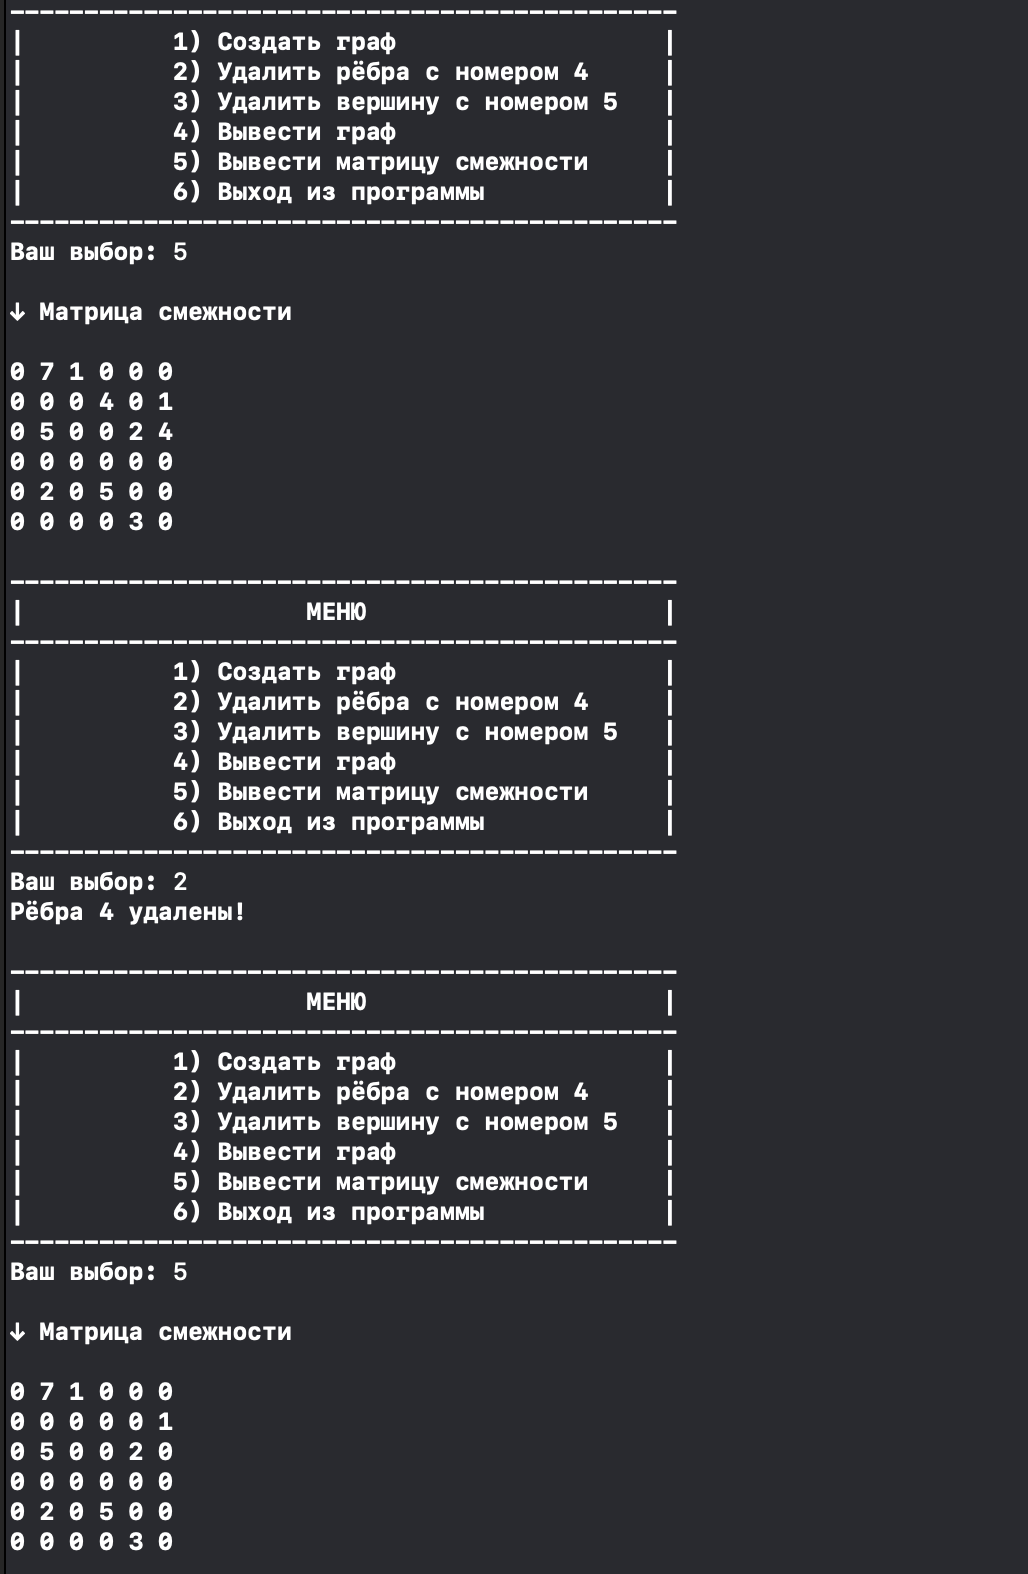 | 1) Создать граф |
| 2) Удалить рёбра с номером 4 |
| 3) Удалить вершину с номером 5 |
| 4) Вывести граф |
| 5) Вывести матрицу смежности |
| 6) Выход из программы |
Ваш выбор: 5
↓ Матрица смежности
0 7 1 0 0 0
0 0 0 4 0 1
0 5 0 0 2 4
0 0 0 0 0 0
0 2 0 5 0 0
0 0 0 0 3 0
| МЕНЮ |
| 1) Создать граф |
| 2) Удалить рёбра с номером 4 |
| 3) Удалить вершину с номером 5 |
| 4) Вывести граф |
| 5) Вывести матрицу смежности |
| 6) Выход из программы |
Ваш выбор: 2
Рёбра 4 удалены!
| МЕНЮ |
| 1) Создать граф |
| 2) Удалить рёбра с номером 4 |
| 3) Удалить вершину с номером 5 |
| 4) Вывести граф |
| 5) Вывести матрицу смежности |
| 6) Выход из программы |
Ваш выбор: 5
↓ Матрица смежности
0 7 1 0 0 0
0 0 0 0 0 1
0 5 0 0 2 0
0 0 0 0 0 0
0 2 0 5 0 0
0 0 0 0 3 0